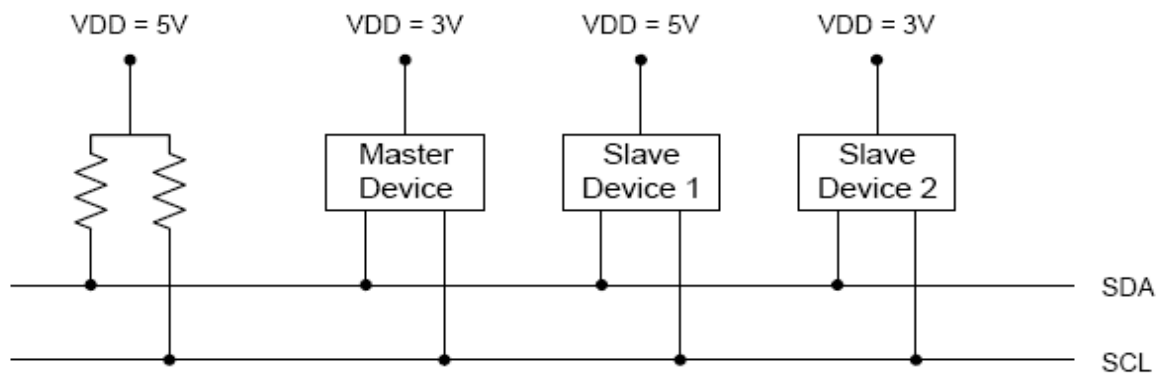 VDD = 5V
VDD = 3V
VDD = 5V
VDD = 3V
Master
Device
Slave
Device 1
Slave
Device 2
SDA
SCL